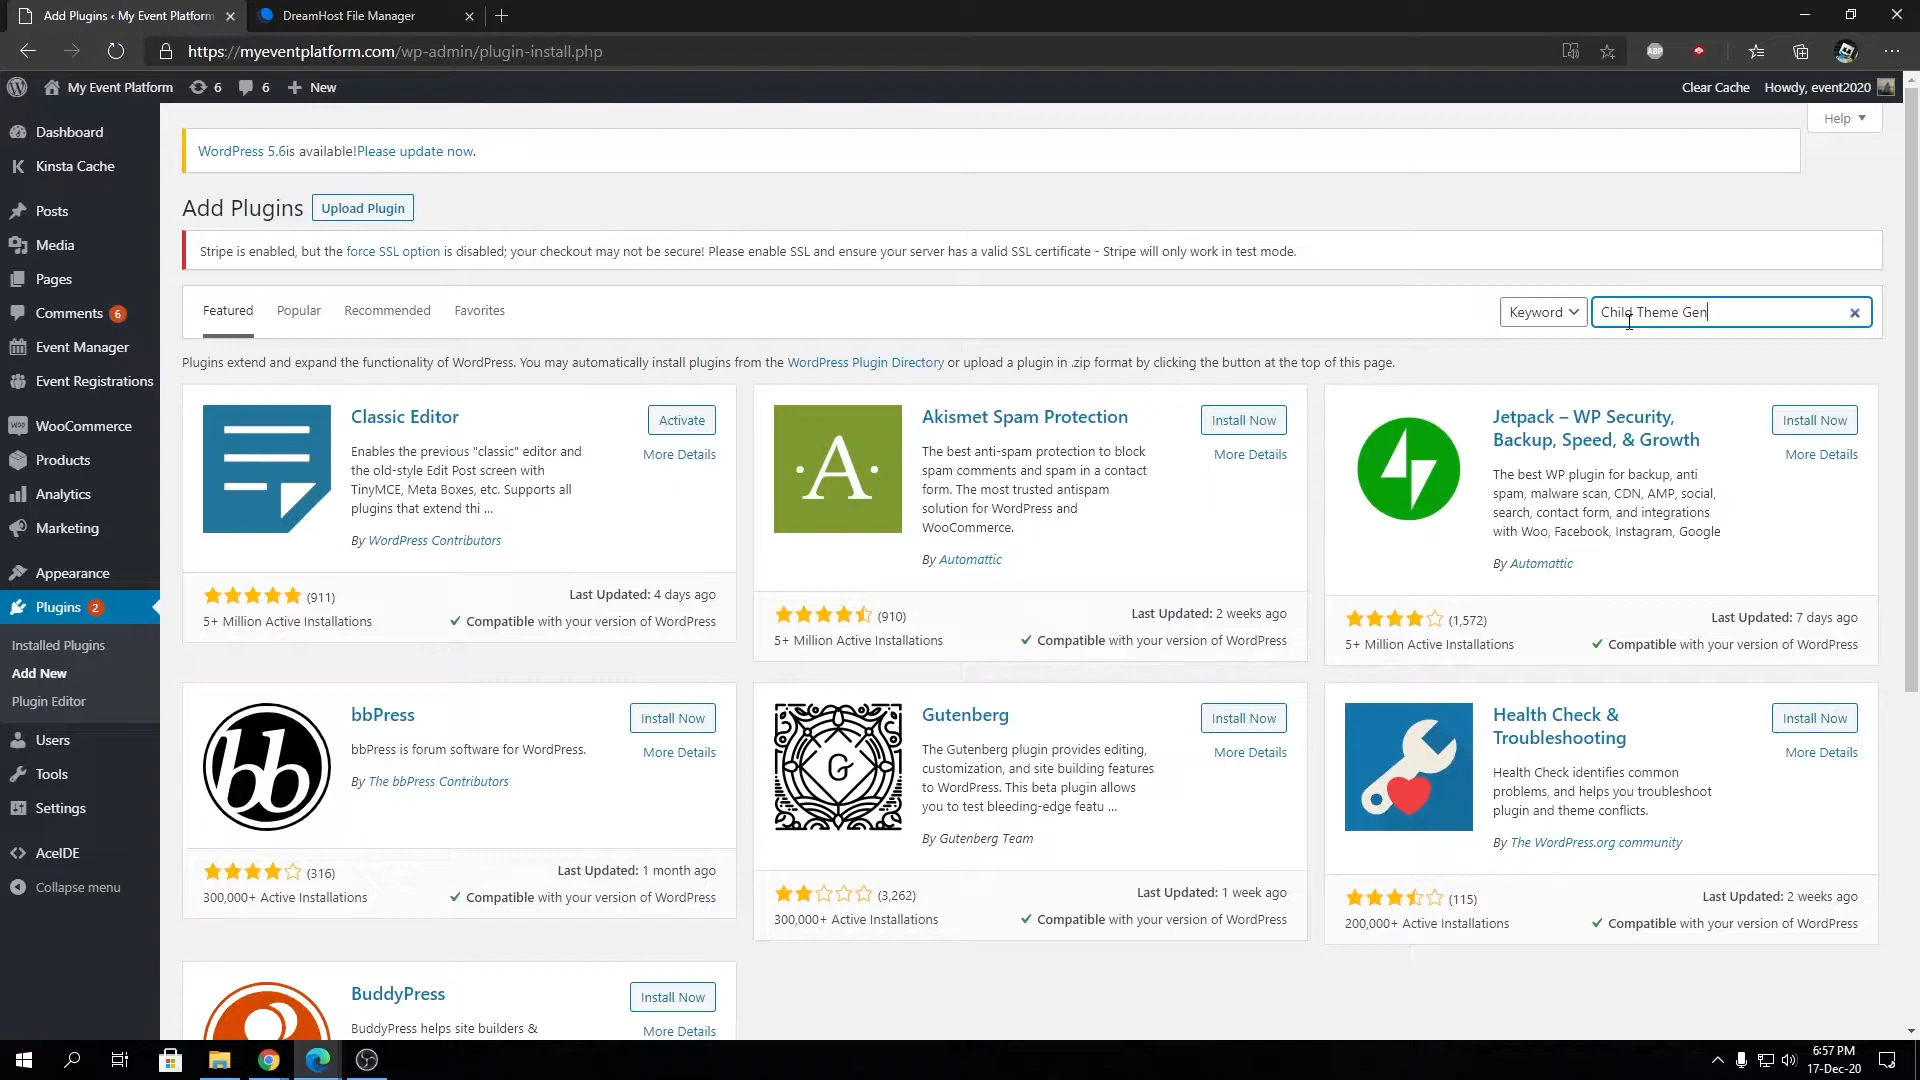 Add Plugins ‹ My Event Platform
DreamHost File Manager
https://myeventplatform.com/wp-admin/plugin-install.php
ABP
My Event Platform 6 6 New
Clear Cache Howdy, event2020
Help
Dashboard
Kinsta Cache
Posts
Media
Pages
Comments 6
Event Manager
Event Registrations
WooCommerce
Products
Analytics
Marketing
Appearance
Plugins 2
Installed Plugins
Add New
Plugin Editor
Users
Tools
Settings
AceIDE
Collapse menu
WordPress 5.6is available!Please update now.
Add Plugins Upload Plugin
Stripe is enabled, but the force SSL option is disabled; your checkout may not be secure! Please enable SSL and ensure your server has a valid SSL certificate - Stripe will only work in test mode.
Featured Popular Recommended Favorites
Keyword Child Theme Gen
Plugins extend and expand the functionality of WordPress. You may automatically install plugins from the WordPress Plugin Directory or upload a plugin in .zip format by clicking the button at the top of this page.
Classic Editor
Activate
More Details
Enables the previous "classic" editor and
the old-style Edit Post screen with
TinyMCE, Meta Boxes, etc. Supports all
plugins that extend thi ...
By WordPress Contributors
(911)
Last Updated: 4 days ago
5+ Million Active Installations
Compatible with your version of WordPress
A
Akismet Spam Protection
Install Now
More Details
The best anti-spam protection to block
spam comments and spam in a contact
form. The most trusted antispam
solution for WordPress and
WooCommerce.
By Automattic
(910)
Last Updated: 2 weeks ago
5+ Million Active Installations
Compatible with your version of WordPress
Jetpack – WP Security,
Backup, Speed, & Growth
Install Now
More Details
The best WP plugin for backup, anti
spam, malware scan, CDN, AMP, social,
search, contact form, and integrations
with Woo, Facebook, Instagram, Google
By Automattic
(1,572)
Last Updated: 7 days ago
5+ Million Active Installations
Compatible with your version of WordPress
bb
bbPress
Install Now
More Details
bbPress is forum software for WordPress.
By The bbPress Contributors
(316)
Last Updated: 1 month ago
300,000+ Active Installations
Compatible with your version of WordPress
G
Gutenberg
Install Now
More Details
The Gutenberg plugin provides editing,
customization, and site building features
to WordPress. This beta plugin allows
you to test bleeding-edge featu ...
By Gutenberg Team
(3,262)
Last Updated: 1 week ago
300,000+ Active Installations
Compatible with your version of WordPress
Health Check &
Troubleshooting
Install Now
More Details
Health Check identifies common
problems, and helps you troubleshoot
plugin and theme conflicts.
By The WordPress.org community
(115)
Last Updated: 2 weeks ago
200,000+ Active Installations
Compatible with your version of WordPress
BuddyPress
Install Now
More Details
BuddyPress helps site builders &
6:57 PM
17-Dec-20